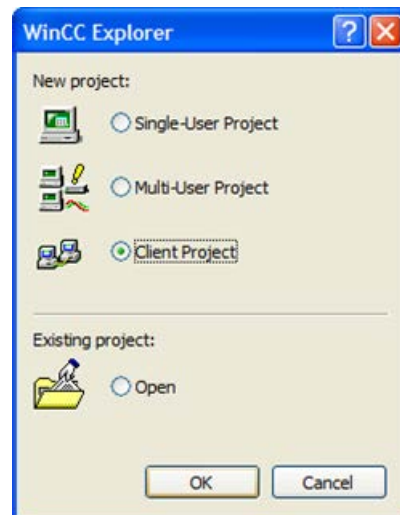 WinCC Explorer
New project:
Single-User Project
Multi-User Project
Client Project
Existing project:
Open
OK Cancel